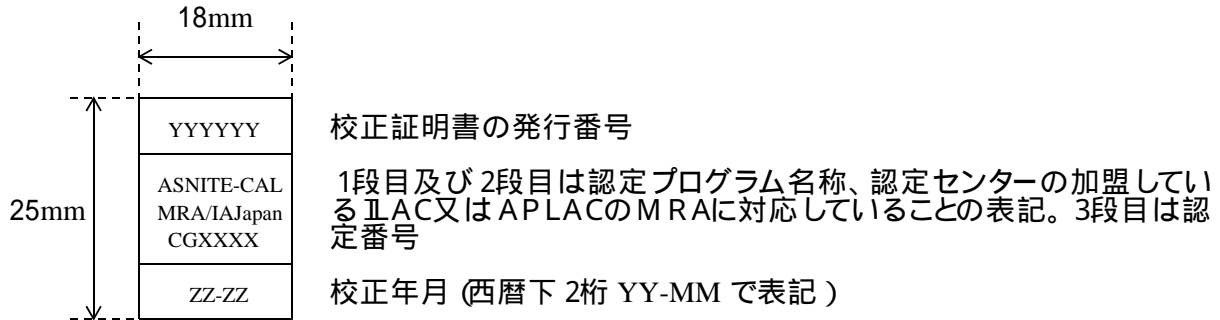 18mm
25mm
YYYYYY
校正証明書の発行番号
ASNITE-CAL
MRA/IAJapan
CGXXXX
1段目及び2段目は認定プログラム名称、認定センターの加盟してい
るILAC又はAPLACのMRAに対応していることの表記。3段目は認
定番号
ZZ-ZZ
校正年月(西暦下2桁 YY-MM で表記)